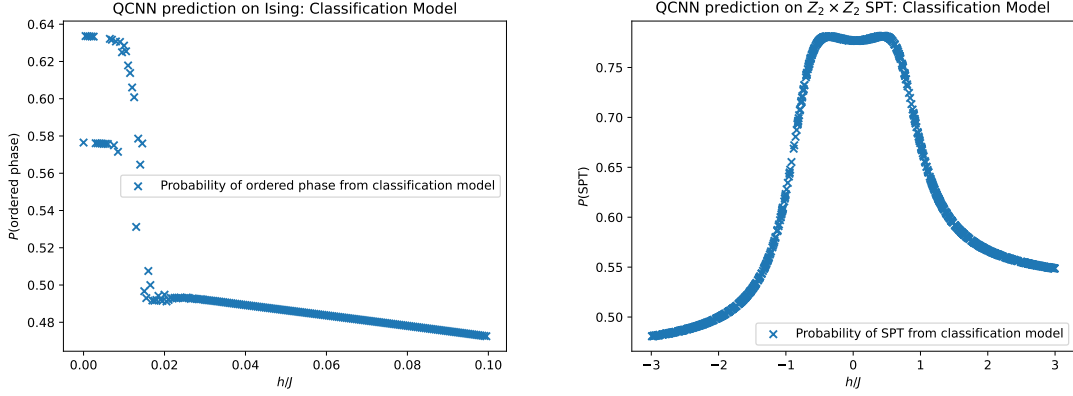 QCNN prediction on Ising: Classification Model
P(ordered phase)
0.64
0.62
0.60
0.58
0.56
0.54
0.52
0.50
0.48
Probability of ordered phase from classification model
0.00 0.02 0.04 0.06 0.08 0.10
h/J
QCNN prediction on Z₂ × Z₂ SPT: Classification Model
P(SPT)
0.75
0.70
0.65
0.60
0.55
0.50
Probability of SPT from classification model
−3 −2 −1 0 1 2 3
h/J